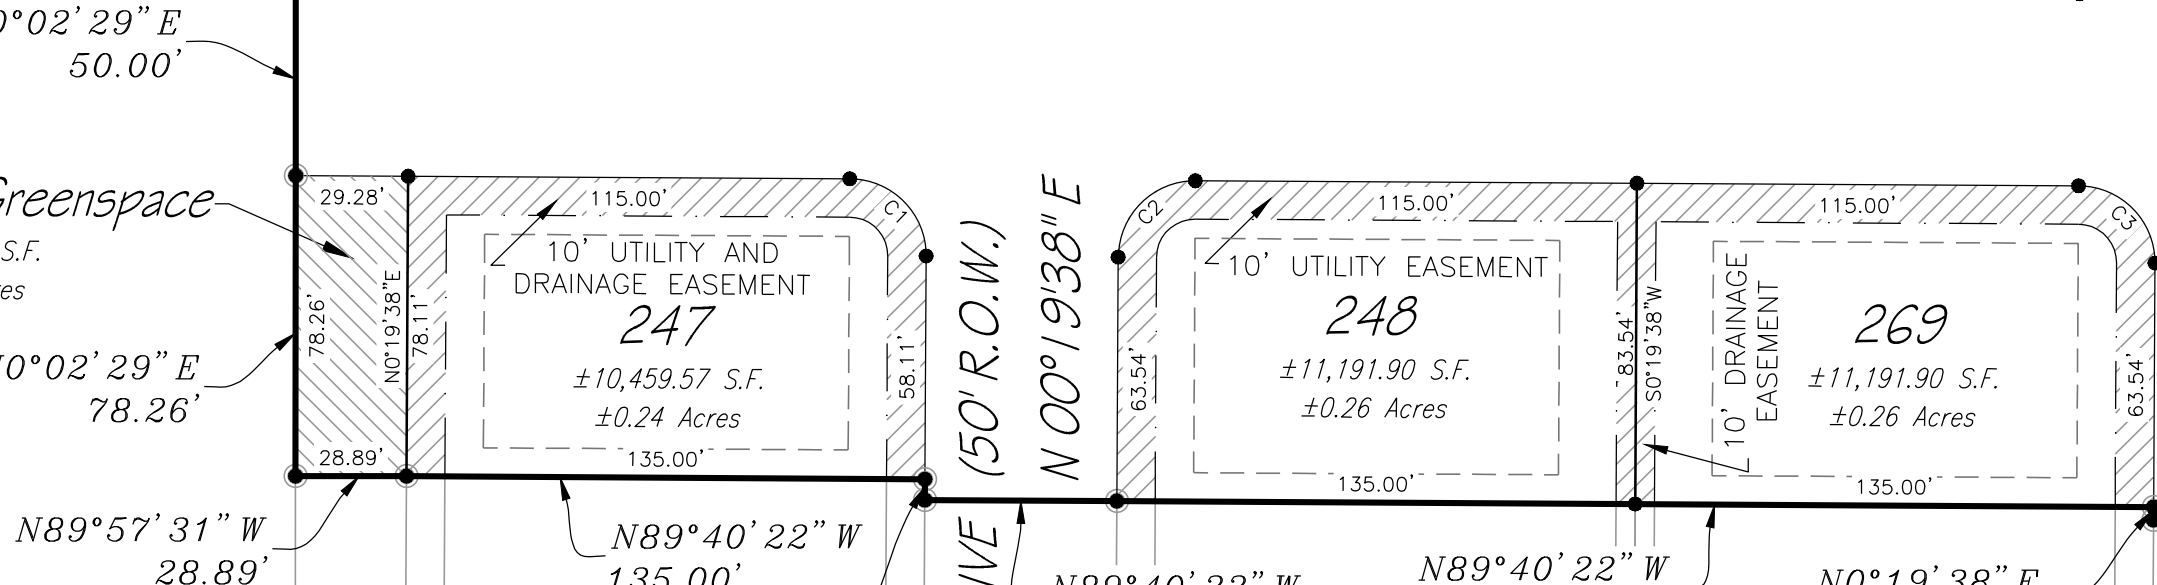 0°02'29" E
50.00'
Greenspace
S.F.
29.28'
78.26'
N0°19'38"E
78.11'
28.89'
0°02'29" E
78.26'
N89°57'31" W
28.89'
115.00'
C1
10' UTILITY AND
DRAINAGE EASEMENT
247
±10,459.57 S.F.
±0.24 Acres
58.11'
135.00'
N89°40'22" W
135.00'
(50' R.O.W.)
N 00°19'38" E
C2
115.00'
10' UTILITY EASEMENT
248
±11,191.90 S.F.
±0.26 Acres
63.54'
83.54'
S0°19'38"W
135.00'
N89°40'22" W
115.00'
C3
10' DRAINAGE
EASEMENT
269
±11,191.90 S.F.
±0.26 Acres
63.54'
135.00'
N89°40'22" W
N0°19'38" E